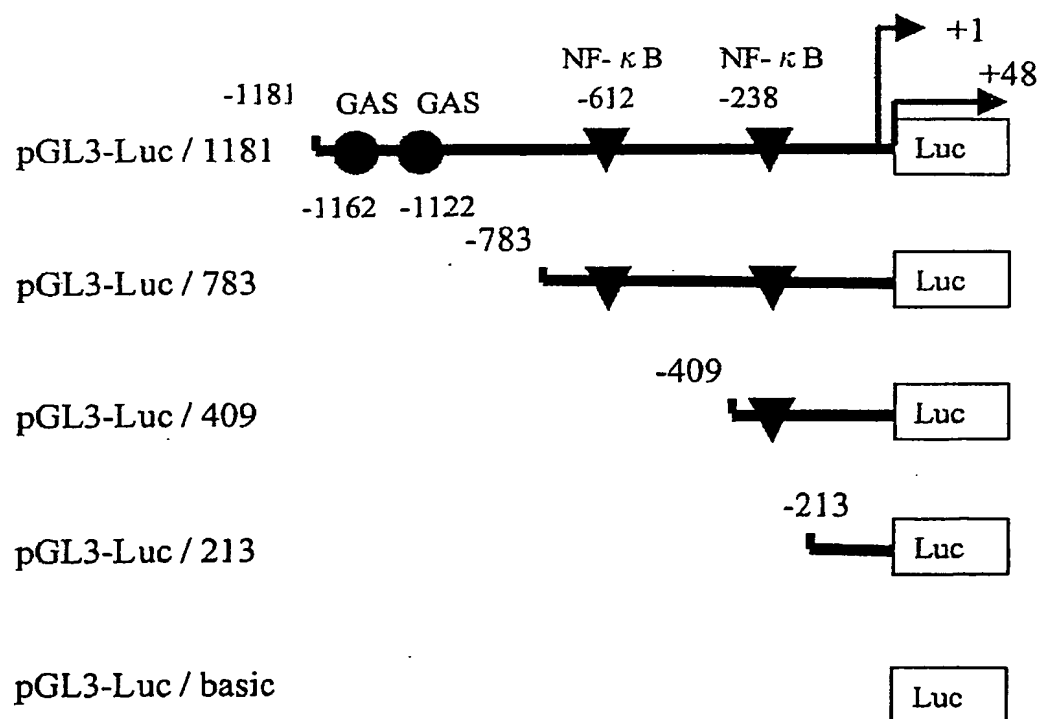 +1
NF-κB NF-κB
-1181 GAS GAS -612 -238 +48
pGL3-Luc / 1181 Luc
-1162 -1122
-783
pGL3-Luc / 783 Luc
-409
pGL3-Luc / 409 Luc
-213
pGL3-Luc / 213 Luc
pGL3-Luc / basic Luc